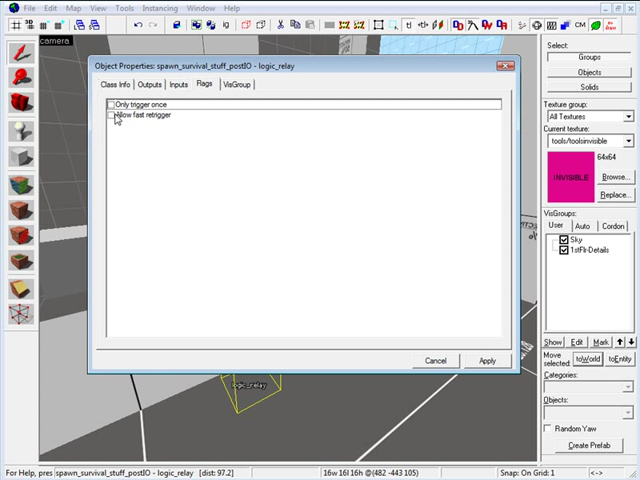 File Edit Map View Tools Instancing Window Help
camera
Object Properties: spawn_survival_stuff_postIO - logic_relay
Class Info Outputs Inputs Flags VisGroup
Only trigger once
Allow fast retrigger
Cancel Apply
logic_relay
Select:
Groups
Objects
Solids
Texture group:
All Textures
Current texture:
tools/toolsinvisible
INVISIBLE
64x64
Browse...
Replace...
VisGroups:
User Auto Cordon
Sky
1stFlr-Details
Show Edit Mark
Move selected: toWorld toEntity
Categories:
Objects:
Random Yaw
Create Prefab
For Help, pres spawn_survival_stuff_postIO - logic_relay [dist: 97.2] 16w 16l 16h @(482 -443 105) Snap: On Grid: 1 <->